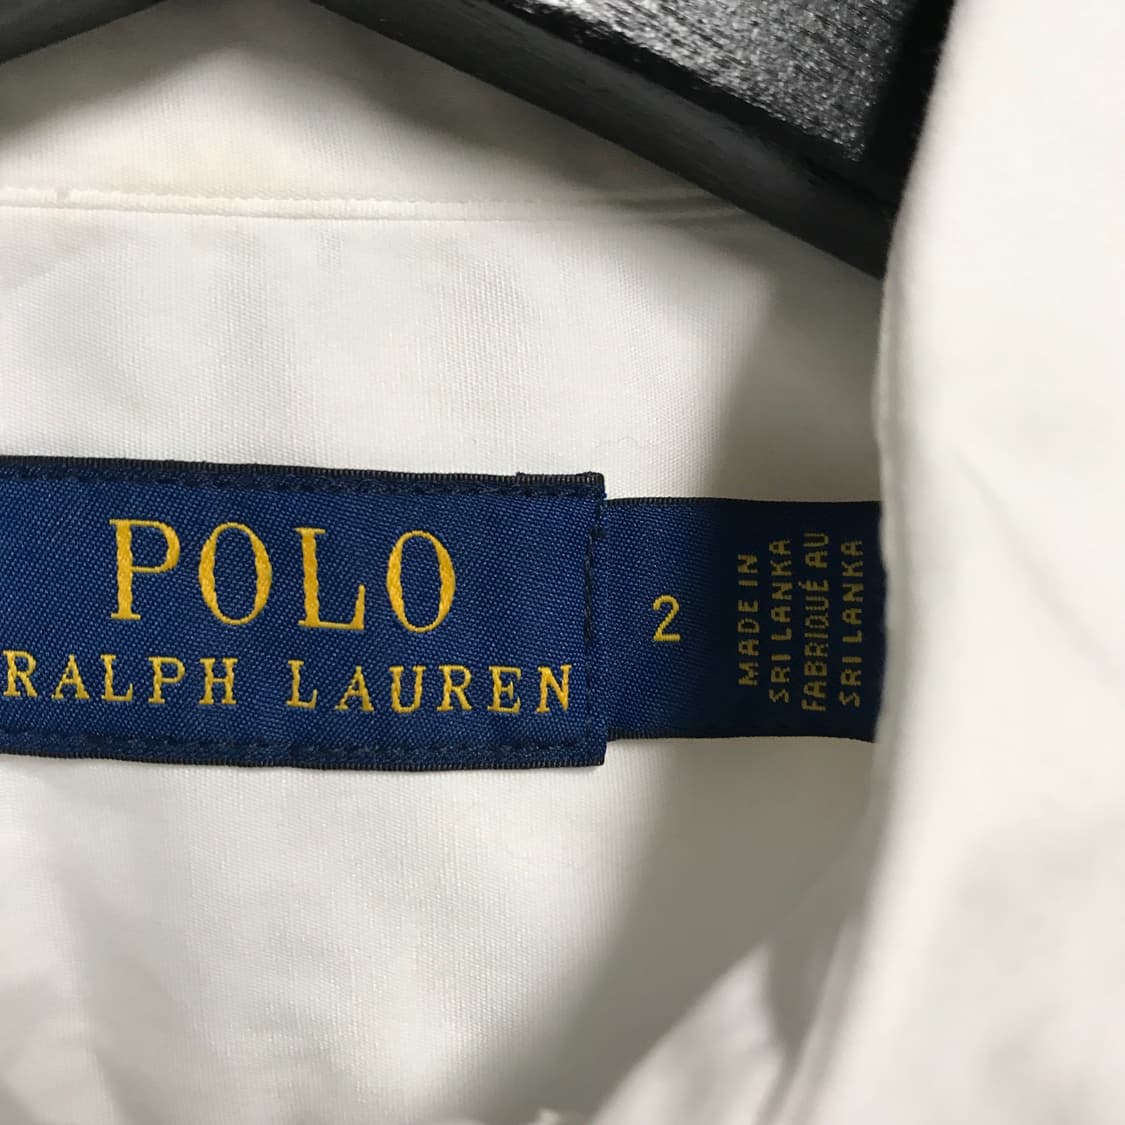 POLO
RALPH LAUREN
2
MADE IN
SRI LANKA
FABRIQUÉ AU
SRI LANKA